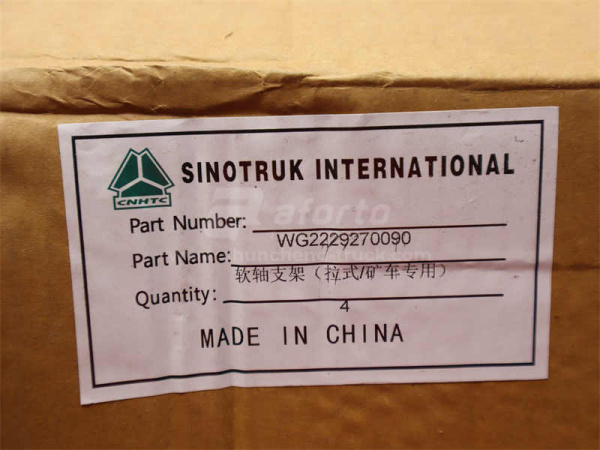 CNHTC
SINOTRUK INTERNATIONAL
Part Number:
WG2229270090
Part Name:
软轴支架（拉式/矿车专用）
Quantity:
4
MADE IN CHINA
aforto